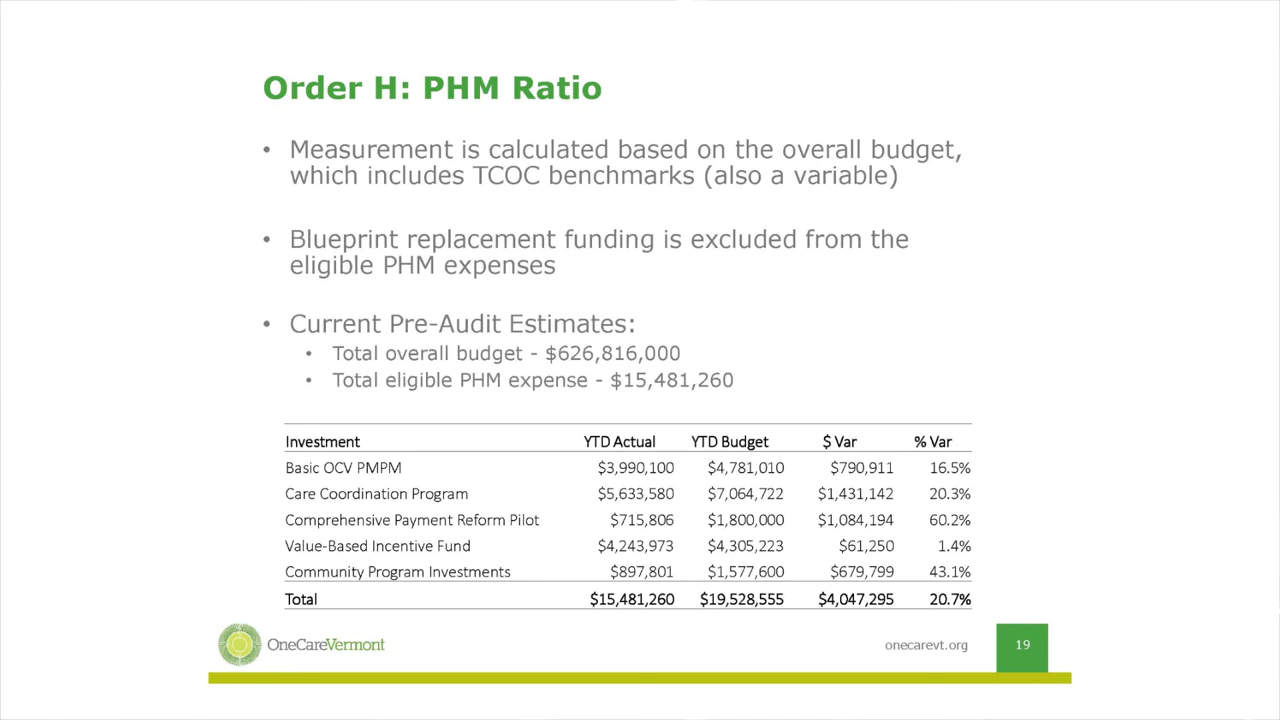 Order H: PHM Ratio
• Measurement is calculated based on the overall budget,
which includes TCOC benchmarks (also a variable)
• Blueprint replacement funding is excluded from the
eligible PHM expenses
• Current Pre-Audit Estimates:
• Total overall budget - $626,816,000
• Total eligible PHM expense - $15,481,260
Investment YTD Actual YTD Budget $ Var % Var
Basic OCV PMPM $3,990,100 $4,781,010 $790,911 16.5%
Care Coordination Program $5,633,580 $7,064,722 $1,431,142 20.3%
Comprehensive Payment Reform Pilot $715,806 $1,800,000 $1,084,194 60.2%
Value-Based Incentive Fund $4,243,973 $4,305,223 $61,250 1.4%
Community Program Investments $897,801 $1,577,600 $679,799 43.1%
Total $15,481,260 $19,528,555 $4,047,295 20.7%
OneCareVermont onecarevt.org 19